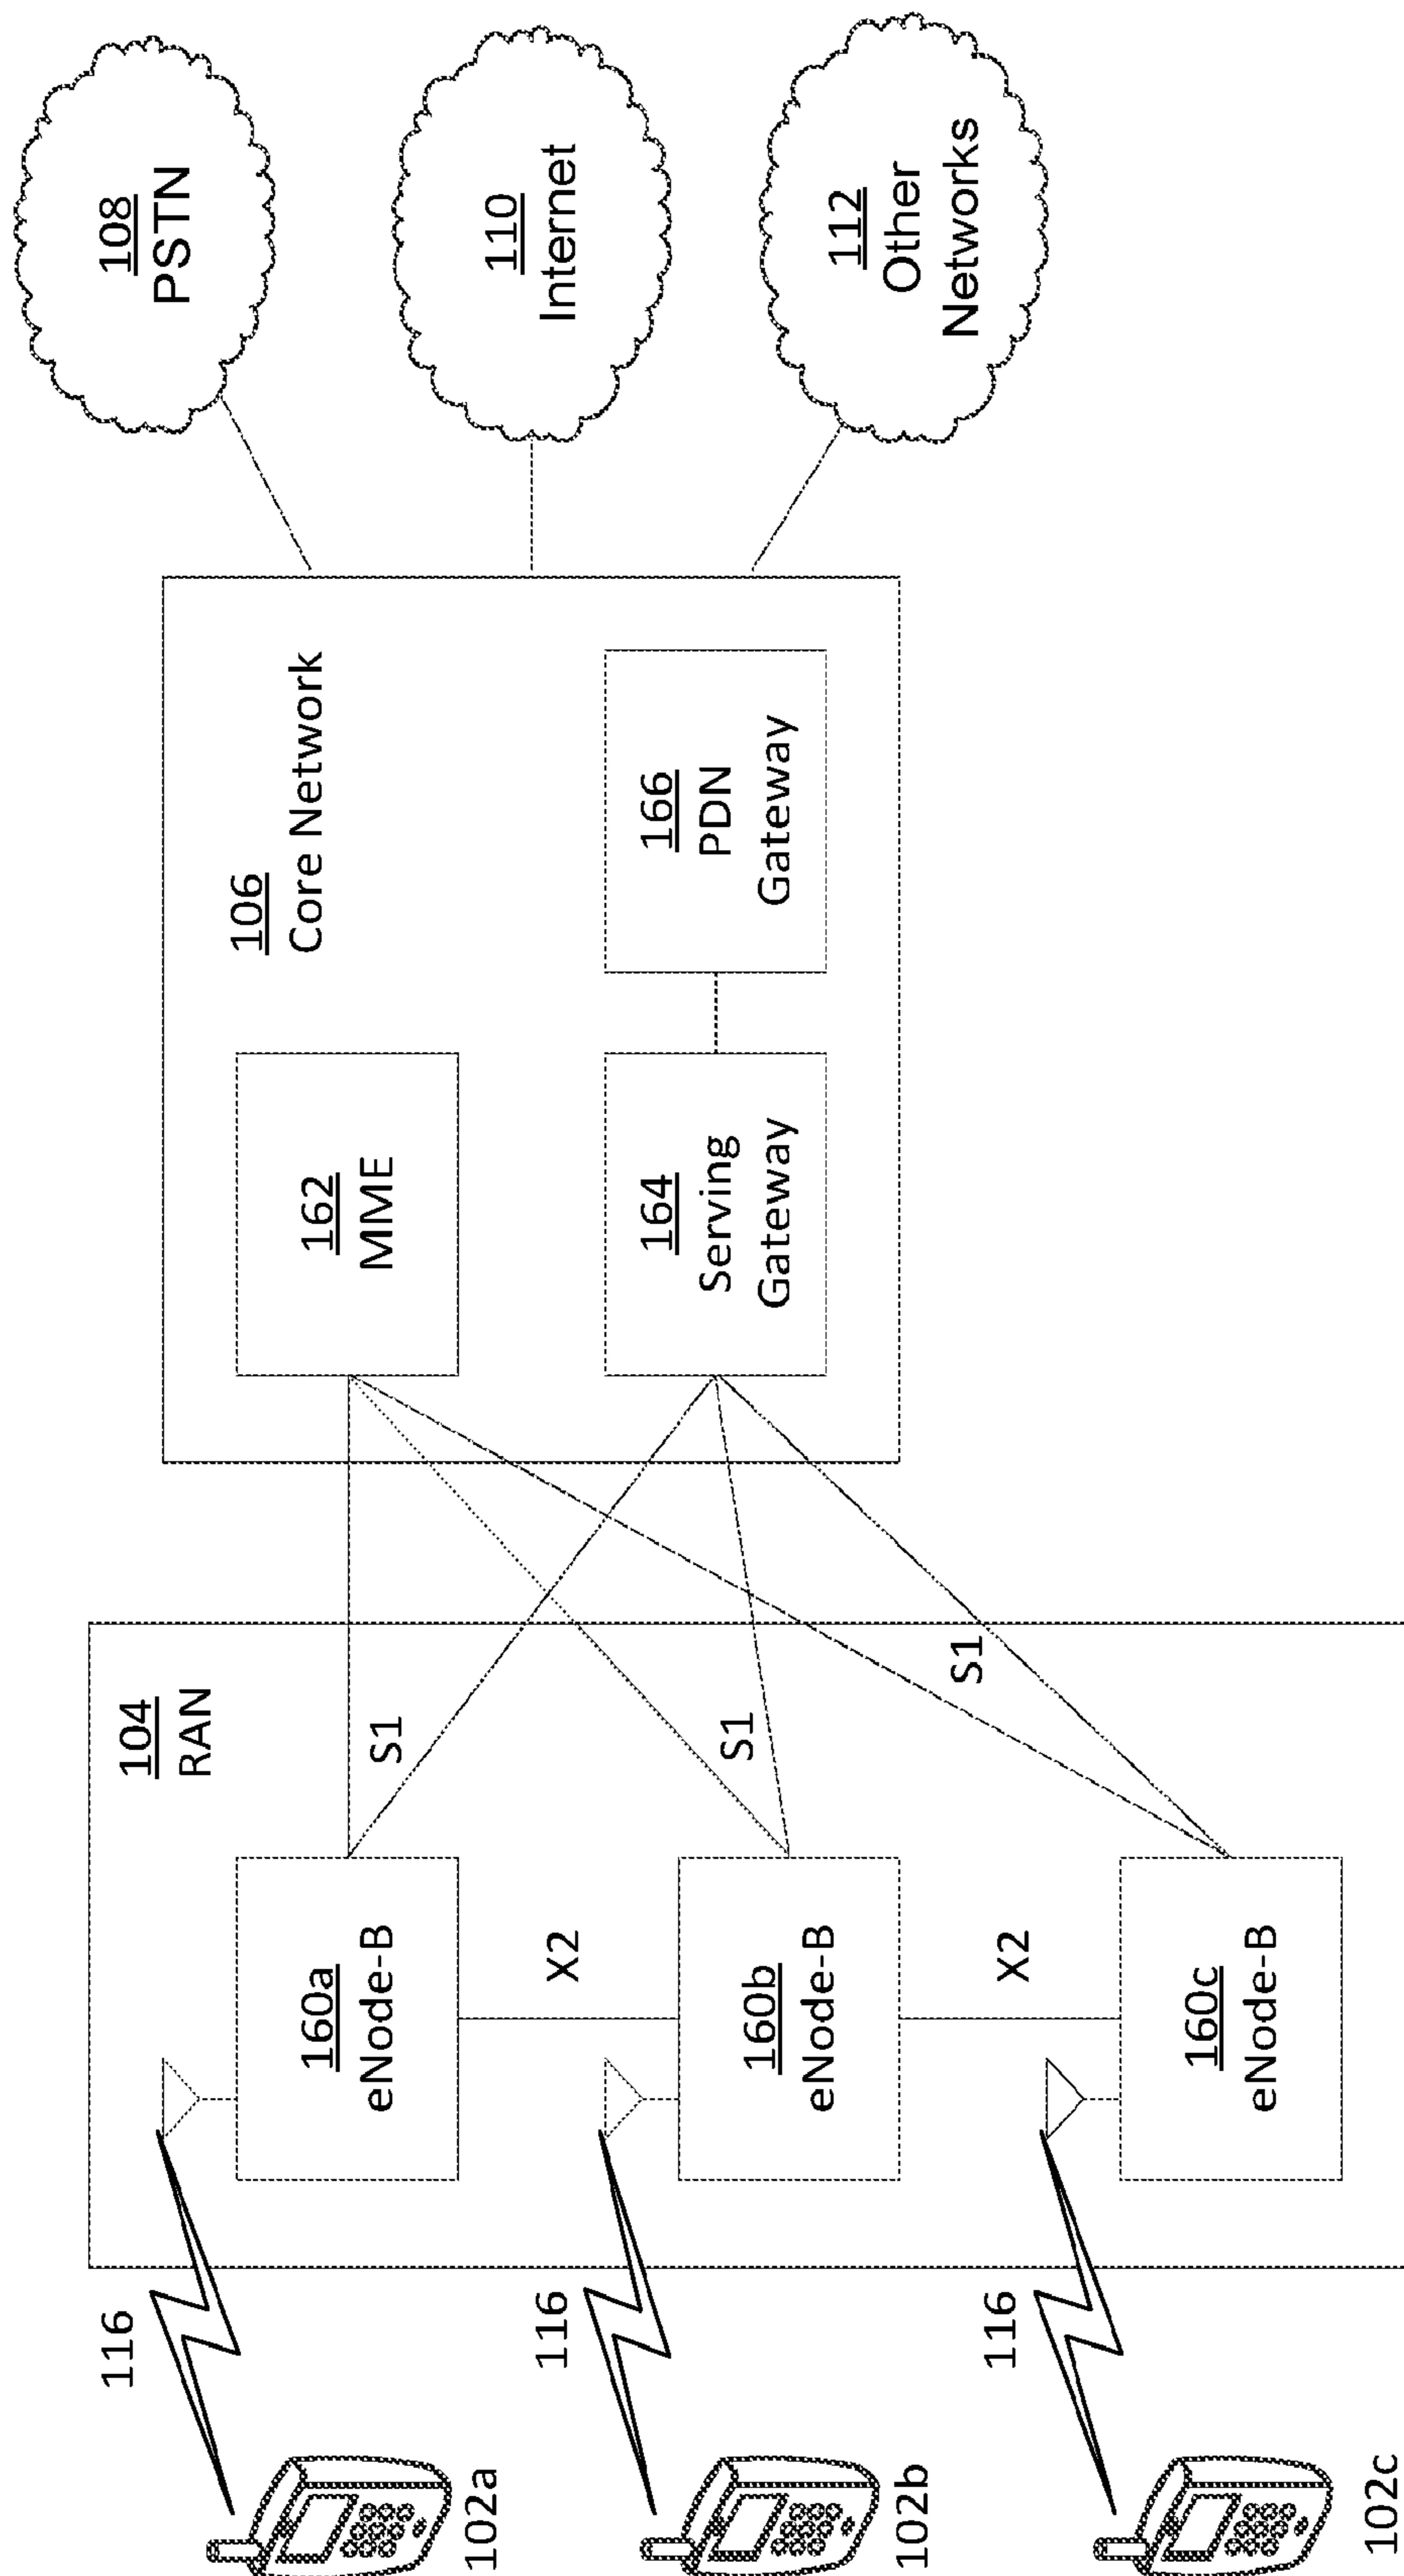 102a
116
104
RAN
160a
eNode-B
S1
162
MME
106
Core Network
108
PSTN
X2
102b
116
160b
eNode-B
S1
164
Serving
Gateway
166
PDN
Gateway
110
Internet
X2
102c
116
160c
eNode-B
S1
112
Other
Networks